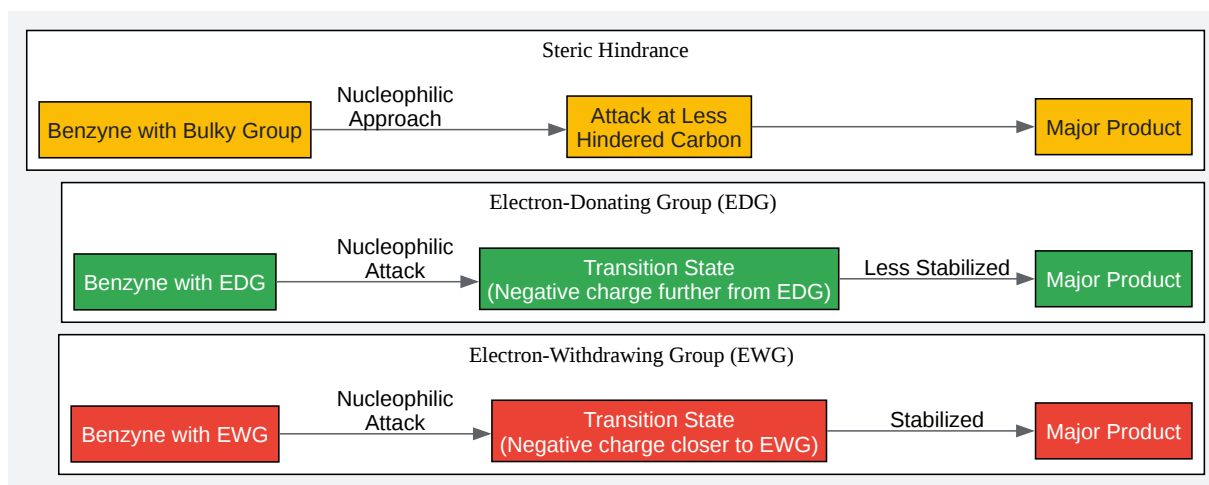 Steric Hindrance
Benzyne with Bulky Group
Nucleophilic
Approach
Attack at Less
Hindered Carbon
Major Product
Electron-Donating Group (EDG)
Benzyne with EDG
Nucleophilic
Attack
Transition State
(Negative charge further from EDG)
Less Stabilized
Major Product
Electron-Withdrawing Group (EWG)
Benzyne with EWG
Nucleophilic
Attack
Transition State
(Negative charge closer to EWG)
Stabilized
Major Product